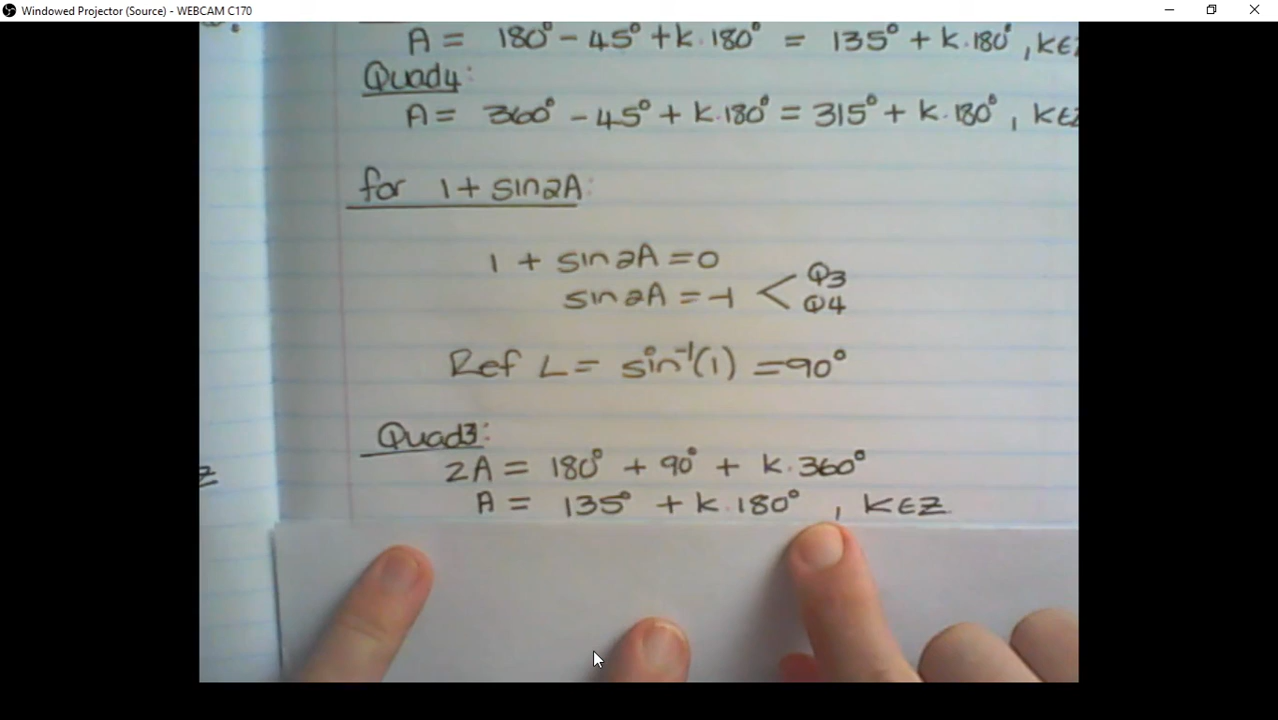 Windowed Projector (Source) - WEBCAM C170
A = 180° - 45° + k.180° = 135° + k.180°, k∈Z
Quad4:
A = 360° - 45° + k.180° = 315° + k.180°, k∈Z
for 1 + sin2A:
1 + sin2A = 0
sin2A = -1 < Q3
Q4
Ref L = sin⁻¹(1) = 90°
Quad3:
2A = 180° + 90° + k.360°
A = 135° + k.180°, k∈Z
Z